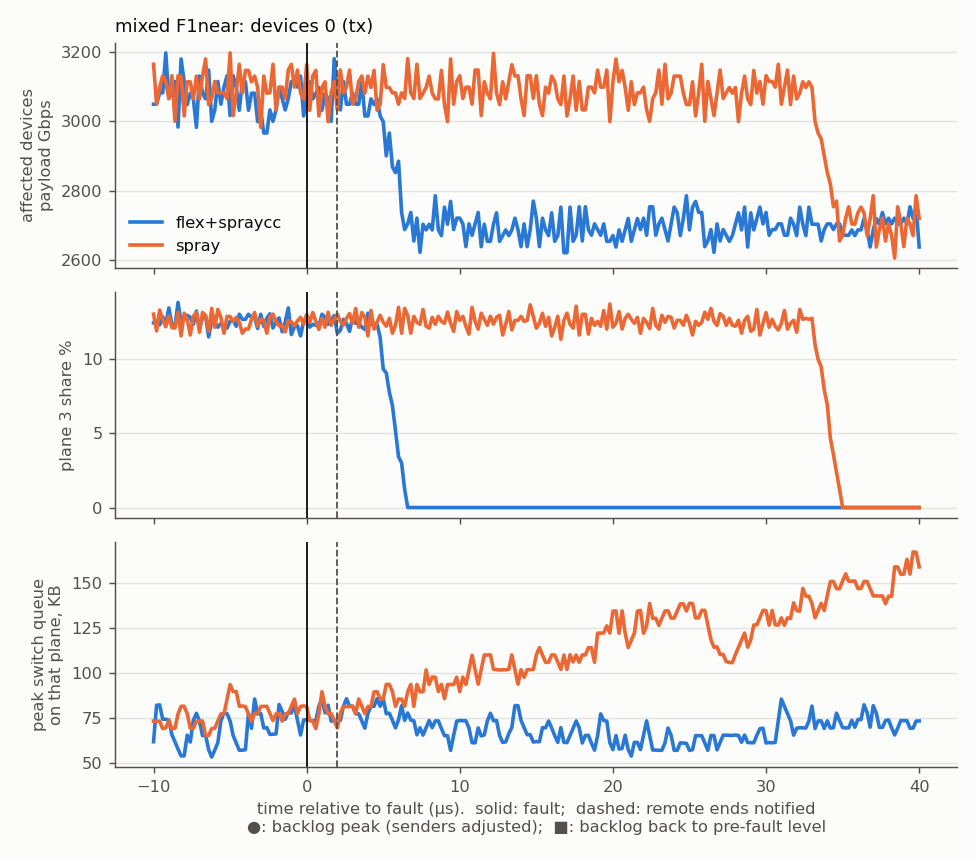 mixed F1near: devices 0 (tx)
3200
3000
2800
2600
affected devices
payload Gbps
flex+spraycc
spray
10
5
0
plane 3 share %
150
125
100
75
50
peak switch queue
on that plane, KB
−10
0
10
20
30
40
time relative to fault (μs).  solid: fault;  dashed: remote ends notified
●: backlog peak (senders adjusted);  ■: backlog back to pre-fault level